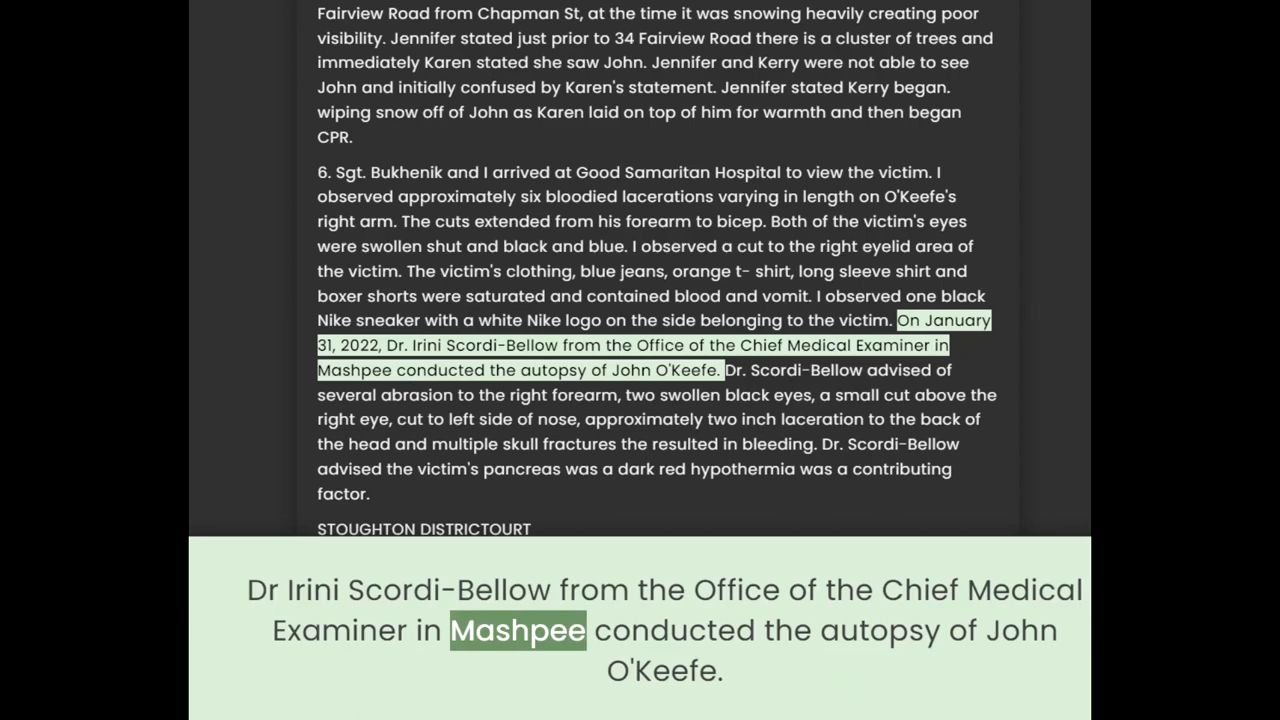 Fairview Road from Chapman St, at the time it was snowing heavily creating poor
visibility. Jennifer stated just prior to 34 Fairview Road there is a cluster of trees and
immediately Karen stated she saw John. Jennifer and Kerry were not able to see
John and initially confused by Karen's statement. Jennifer stated Kerry began.
wiping snow off of John as Karen laid on top of him for warmth and then began
CPR.
6. Sgt. Bukhenik and I arrived at Good Samaritan Hospital to view the victim. I
observed approximately six bloodied lacerations varying in length on O'Keefe's
right arm. The cuts extended from his forearm to bicep. Both of the victim's eyes
were swollen shut and black and blue. I observed a cut to the right eyelid area of
the victim. The victim's clothing, blue jeans, orange t- shirt, long sleeve shirt and
boxer shorts were saturated and contained blood and vomit. I observed one black
Nike sneaker with a white Nike logo on the side belonging to the victim. On January
31, 2022, Dr. Irini Scordi-Bellow from the Office of the Chief Medical Examiner in
Mashpee conducted the autopsy of John O'Keefe. Dr. Scordi-Bellow advised of
several abrasion to the right forearm, two swollen black eyes, a small cut above the
right eye, cut to left side of nose, approximately two inch laceration to the back of
the head and multiple skull fractures the resulted in bleeding. Dr. Scordi-Bellow
advised the victim's pancreas was a dark red hypothermia was a contributing
factor.
STOUGHTON DISTRICTOURT
Dr Irini Scordi-Bellow from the Office of the Chief Medical
Examiner in Mashpee conducted the autopsy of John
O'Keefe.